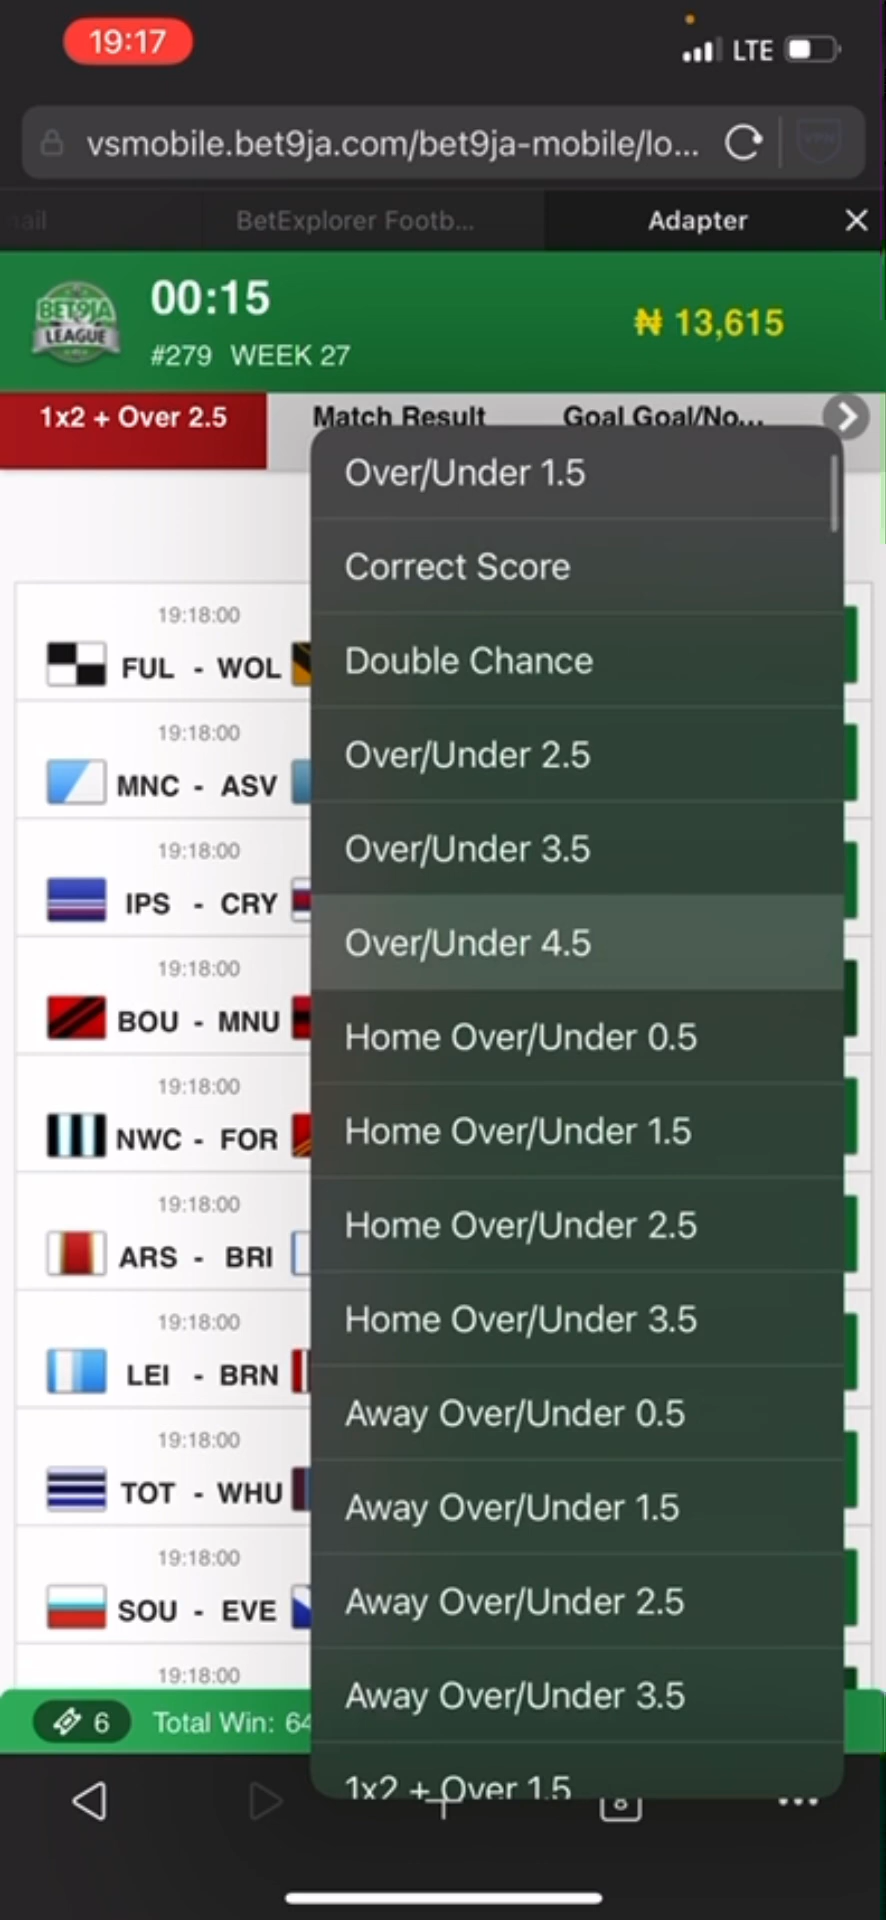 19:17
LTE
vsmobile.bet9ja.com/bet9ja-mobile/lo...
VPN
ail
BetExplorer Footb...
Adapter
BET9JA
LEAGUE
00:15
#279 WEEK 27
₦ 13,615
1x2 + Over 2.5
Match Result
Goal Goal/No...
Over/Under 1.5
Correct Score
Double Chance
Over/Under 2.5
Over/Under 3.5
Over/Under 4.5
Home Over/Under 0.5
Home Over/Under 1.5
Home Over/Under 2.5
Home Over/Under 3.5
Away Over/Under 0.5
Away Over/Under 1.5
Away Over/Under 2.5
Away Over/Under 3.5
1x2 + Over 1.5
19:18:00
FUL - WOL
19:18:00
MNC - ASV
19:18:00
IPS - CRY
19:18:00
BOU - MNU
19:18:00
NWC - FOR
19:18:00
ARS - BRI
19:18:00
LEI - BRN
19:18:00
TOT - WHU
19:18:00
SOU - EVE
19:18:00
6
Total Win: 64
8